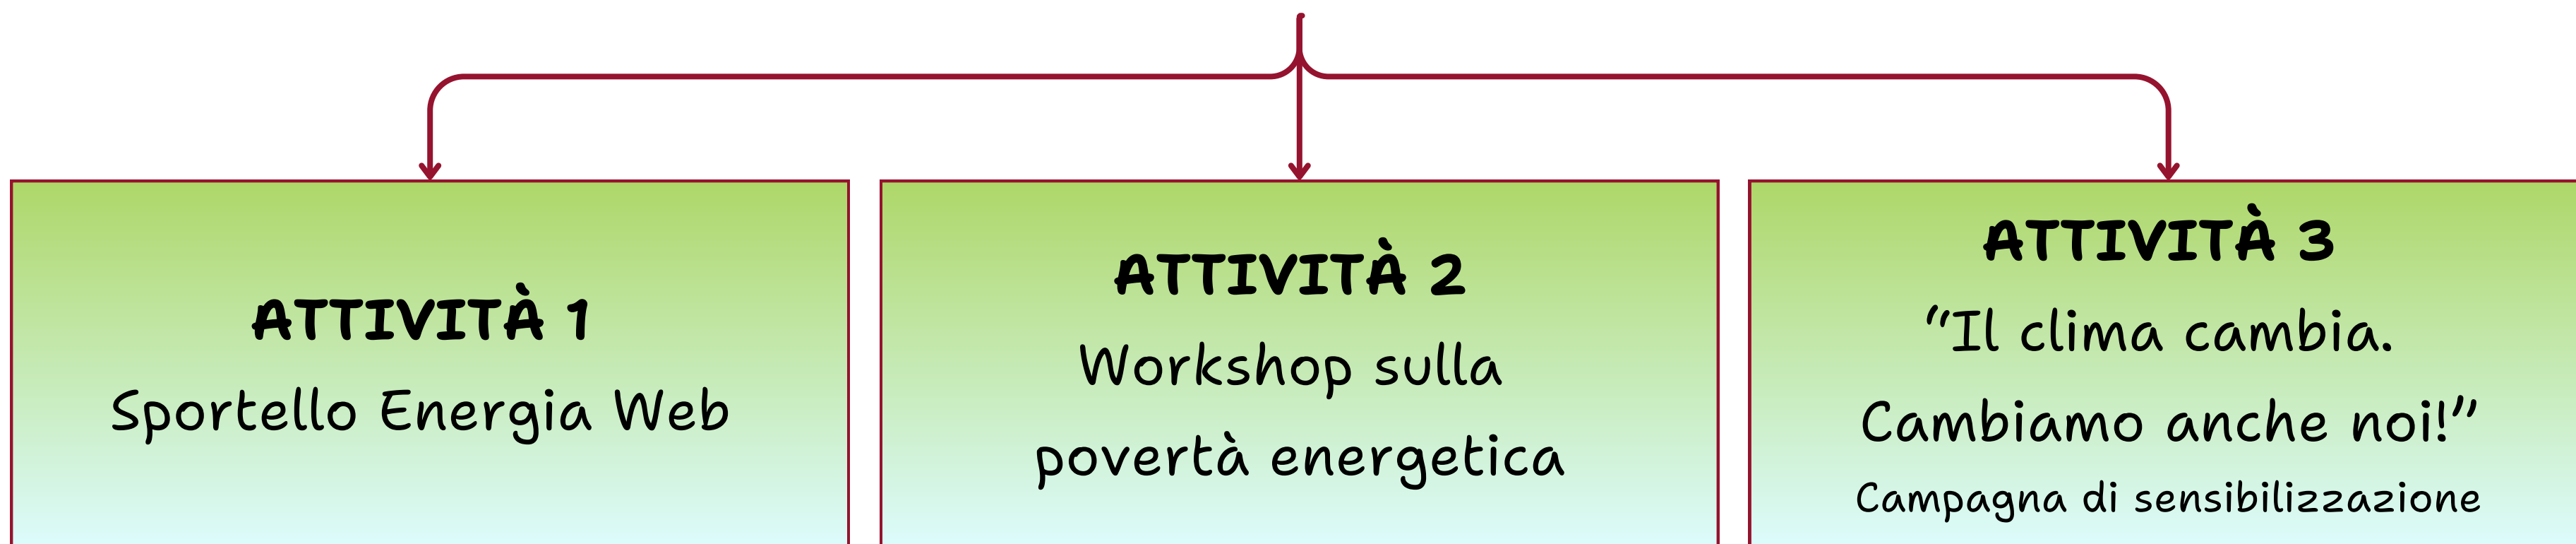 ATTIVITÀ 1
Sportello Energia Web
ATTIVITÀ 2
Workshop sulla
povertà energetica
ATTIVITÀ 3
“Il clima cambia.
Cambiamo anche noi!”
Campagna di sensibilizzazione